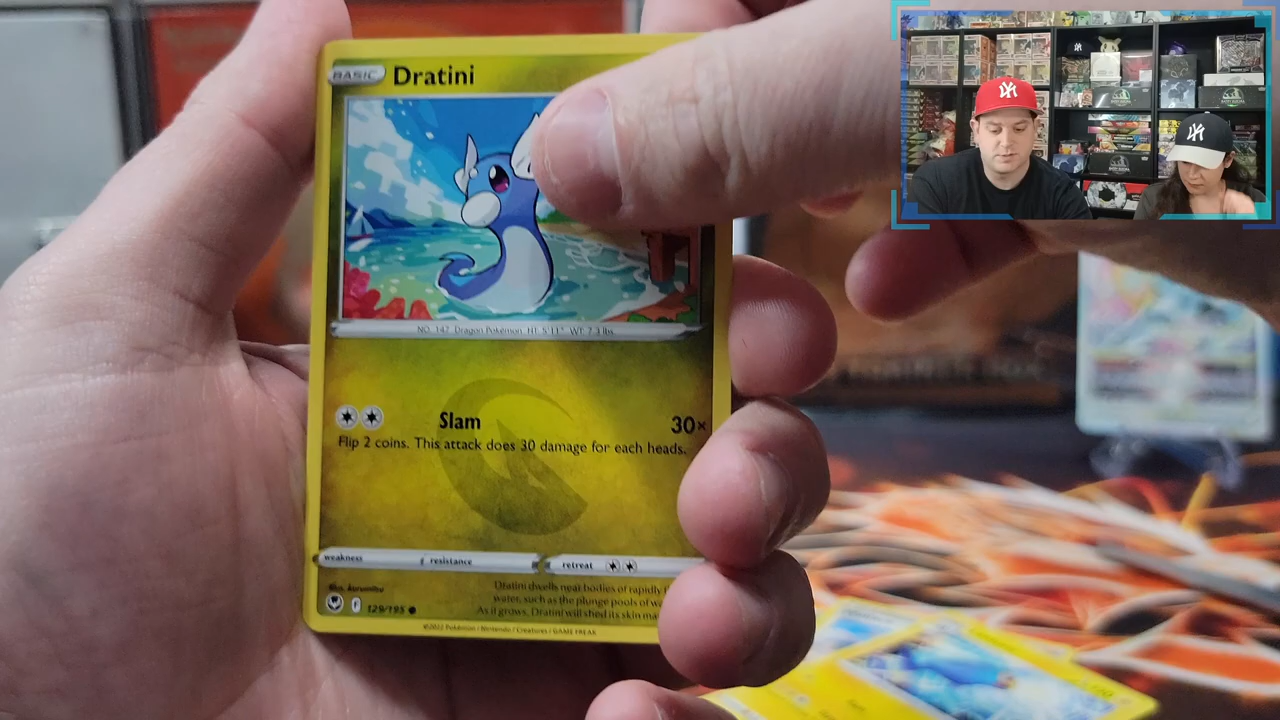 BASIC Dratini
NO. 147 Dragon Pokémon HT: 5'11" WT: 7.3 lbs.
Slam 30×
Flip 2 coins. This attack does 30 damage for each heads.
weakness resistance retreat
Dratini dwells near bodies of rapidly
water, such as the plunge pools of
As it grows, Dratini will shed its skin
129/195
©2022 Pokémon / Nintendo / Creatures / GAME FREAK